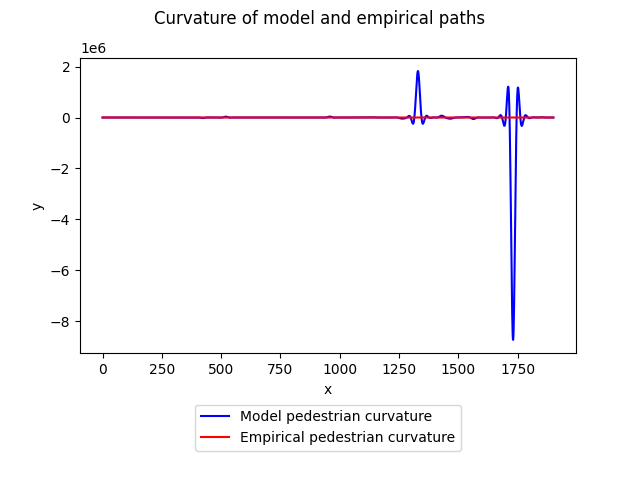 Curvature of model and empirical paths
1e6
2
0
−2
−4
−6
−8
y
0 250 500 750 1000 1250 1500 1750
x
Model pedestrian curvature
Empirical pedestrian curvature